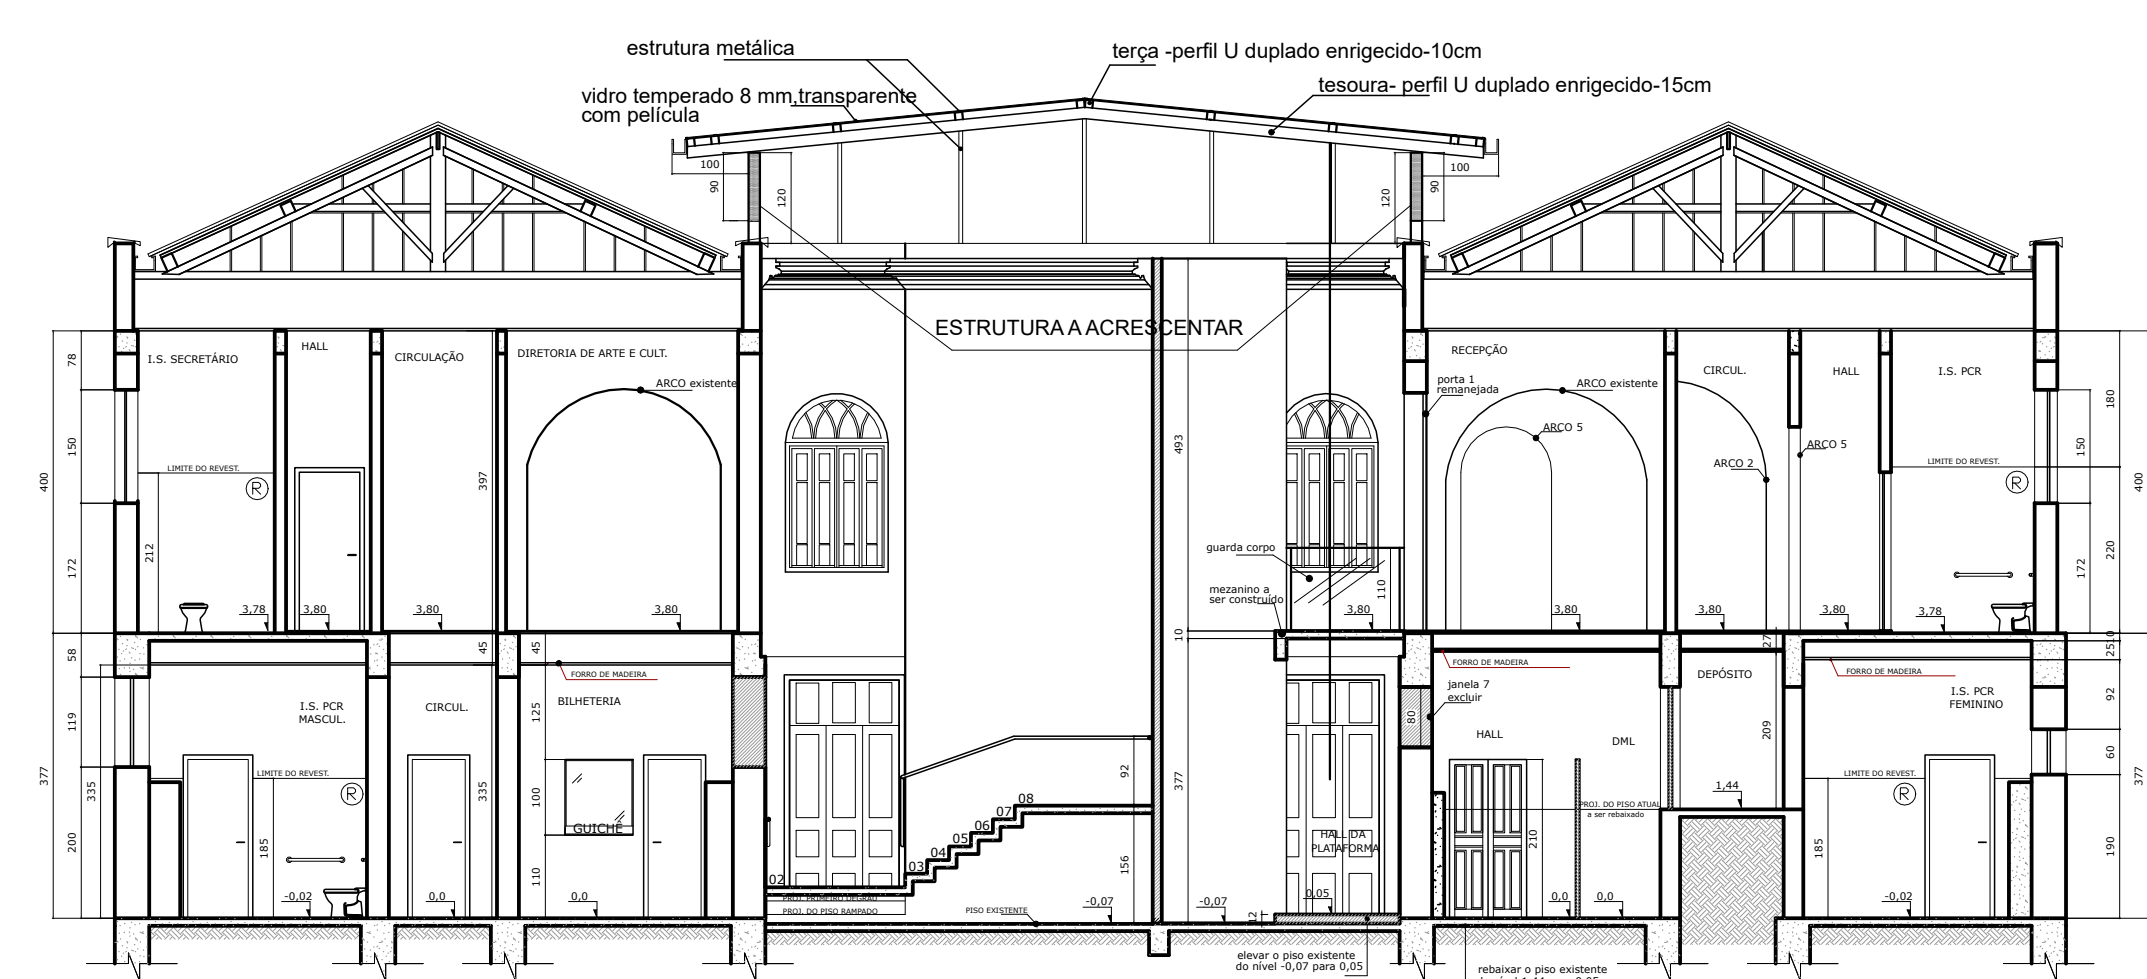 estrutura metálica
terça -perfil U duplado enrigecido-10cm
tesoura- perfil U duplado enrigecido-15cm
vidro temperado 8 mm,transparente
com película
100
90
120
120
90
100
ESTRUTURA A ACRESCENTAR
I.S. SECRETÁRIO
HALL
CIRCULAÇÃO
DIRETORIA DE ARTE E CULT.
ARCO existente
RECEPÇÃO
porta 1
remanejada
ARCO existente
ARCO 5
CIRCUL.
ARCO 2
ARCO 5
HALL
I.S. PCR
78
150
172
400
LIMITE DO REVEST.
R
212
397
493
LIMITE DO REVEST.
R
180
150
220
172
400
guarda corpo
mezanino a
ser construído
110
10
3,78
3,80
3,80
3,80
3,80
3,80
3,80
3,80
3,78
58
119
200
377
335
45
45
FORRO DE MADEIRA
BILHETERIA
I.S. PCR
MASCUL.
CIRCUL.
125
100
110
335
GUICHÊ
LIMITE DO REVEST.
R
185
-0,02
0,0
0,0
02
03
04
05
06
07
08
92
156
377
PROJ. PRIMEIRO DEGRAU
PROJ. DO PISO RAMPADO
PISO EXISTENTE
-0,07
-0,07
12
0,05
HALL DA
PLATAFORMA
FORRO DE MADEIRA
janela 7
excluir
80
HALL
DML
210
PROJ. DO PISO ATUAL
a ser rebaixado
0,0
0,0
27
DEPÓSITO
209
1,44
FORRO DE MADEIRA
I.S. PCR
FEMININO
LIMITE DO REVEST.
R
185
-0,02
10
25
92
60
190
377
elevar o piso existente
do nível -0,07 para 0,05
rebaixar o piso existente